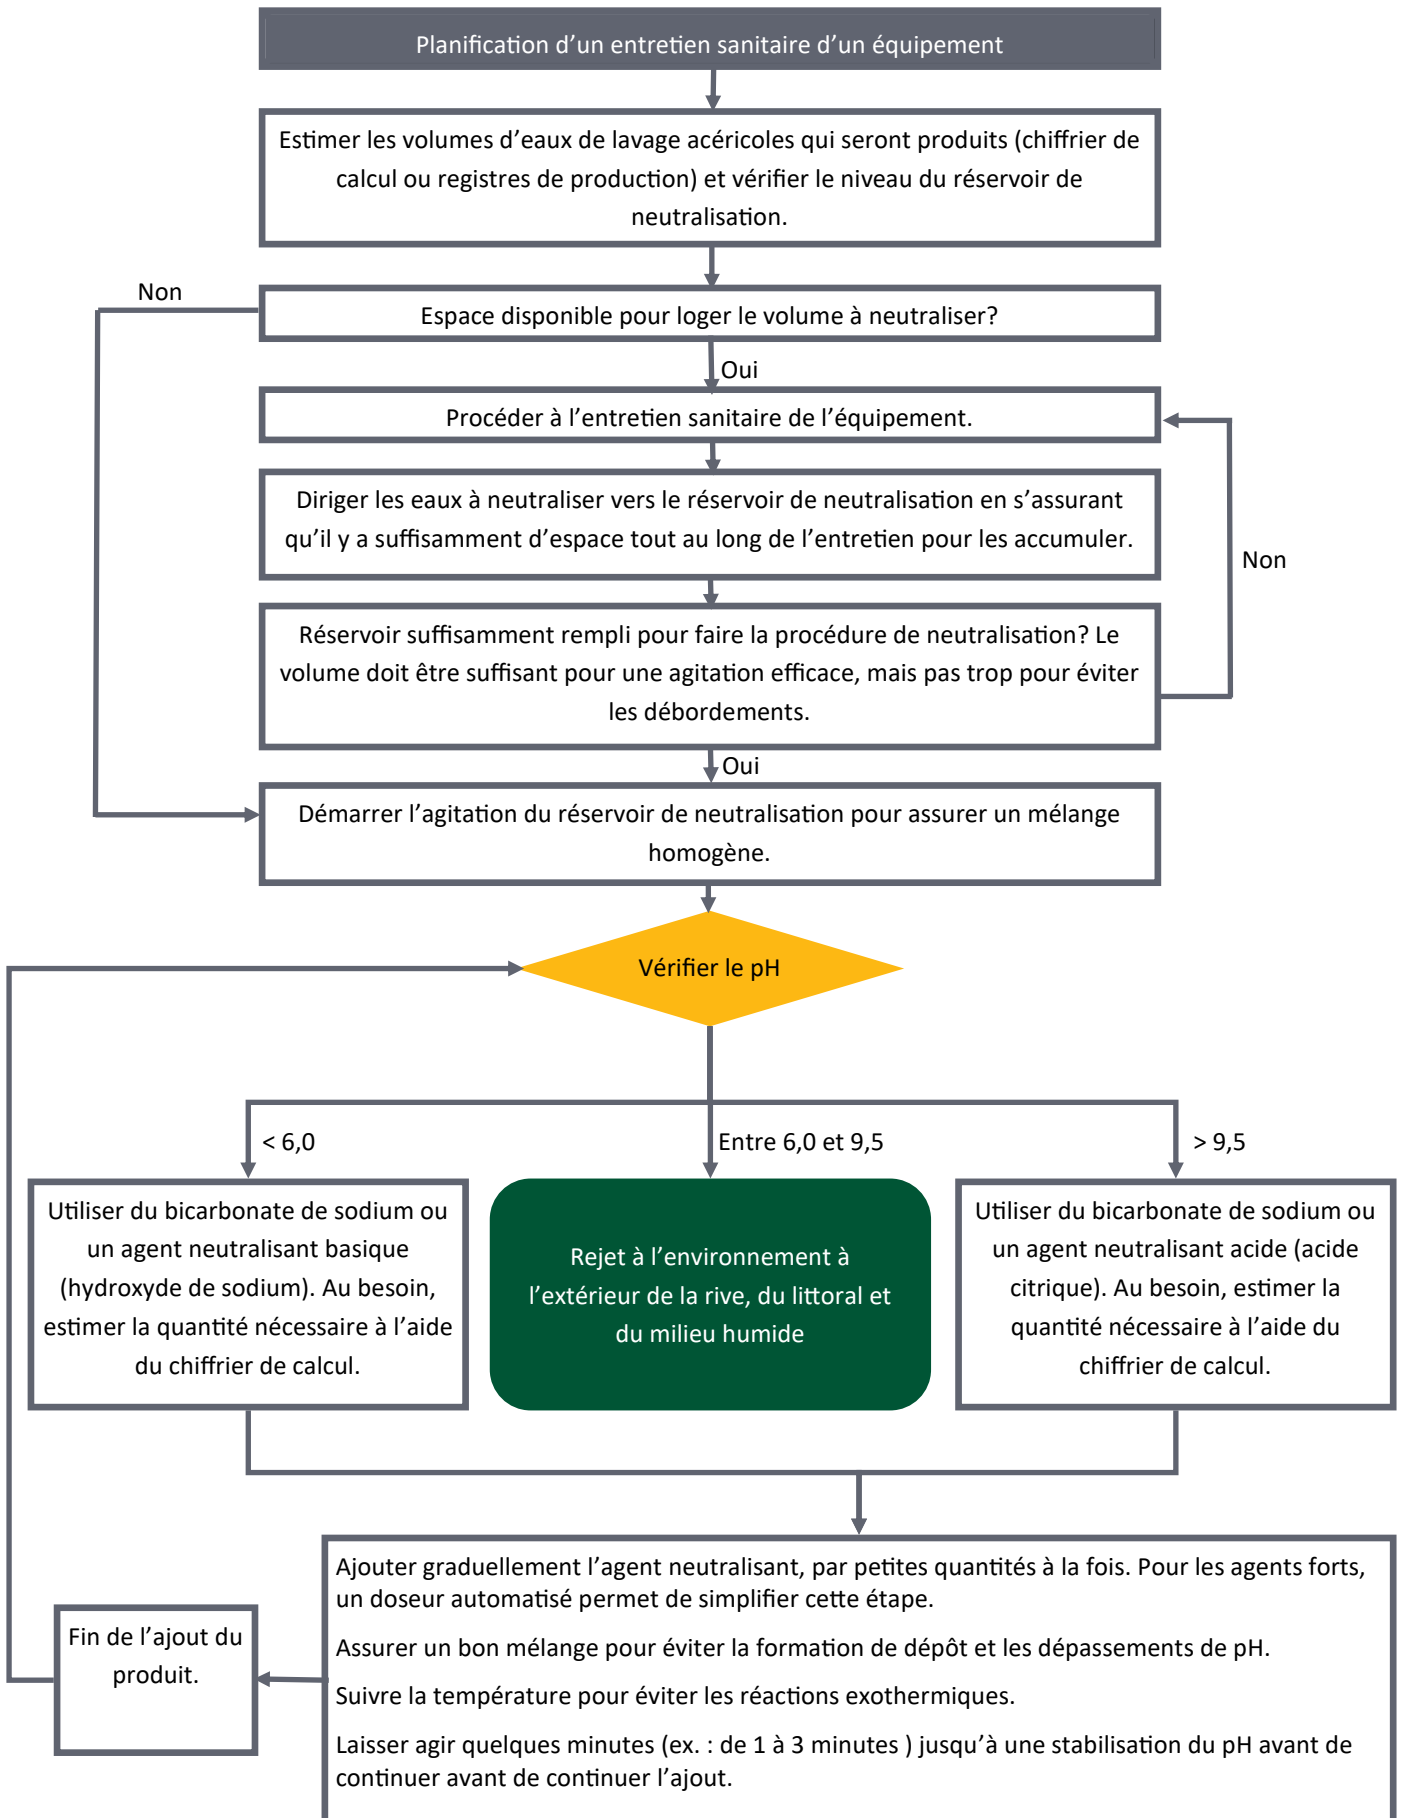 Planification d’un entretien sanitaire d’un équipement
Estimer les volumes d’eaux de lavage acéricoles qui seront produits (chiffrier de
calcul ou registres de production) et vérifier le niveau du réservoir de
neutralisation.
Non
Espace disponible pour loger le volume à neutraliser?
Oui
Procéder à l’entretien sanitaire de l’équipement.
Diriger les eaux à neutraliser vers le réservoir de neutralisation en s’assurant
qu’il y a suffisamment d’espace tout au long de l’entretien pour les accumuler.
Non
Réservoir suffisamment rempli pour faire la procédure de neutralisation? Le
volume doit être suffisant pour une agitation efficace, mais pas trop pour éviter
les débordements.
Oui
Démarrer l’agitation du réservoir de neutralisation pour assurer un mélange
homogène.
Vérifier le pH
< 6,0
Entre 6,0 et 9,5
> 9,5
Utiliser du bicarbonate de sodium ou
un agent neutralisant basique
(hydroxyde de sodium). Au besoin,
estimer la quantité nécessaire à l’aide
du chiffrier de calcul.
Rejet à l’environnement à
l’extérieur de la rive, du littoral et
du milieu humide
Utiliser du bicarbonate de sodium ou
un agent neutralisant acide (acide
citrique). Au besoin, estimer la
quantité nécessaire à l’aide du
chiffrier de calcul.
Ajouter graduellement l’agent neutralisant, par petites quantités à la fois. Pour les agents forts,
un doseur automatisé permet de simplifier cette étape.
Assurer un bon mélange pour éviter la formation de dépôt et les dépassements de pH.
Suivre la température pour éviter les réactions exothermiques.
Laisser agir quelques minutes (ex. : de 1 à 3 minutes ) jusqu’à une stabilisation du pH avant de
continuer avant de continuer l’ajout.
Fin de l’ajout du
produit.